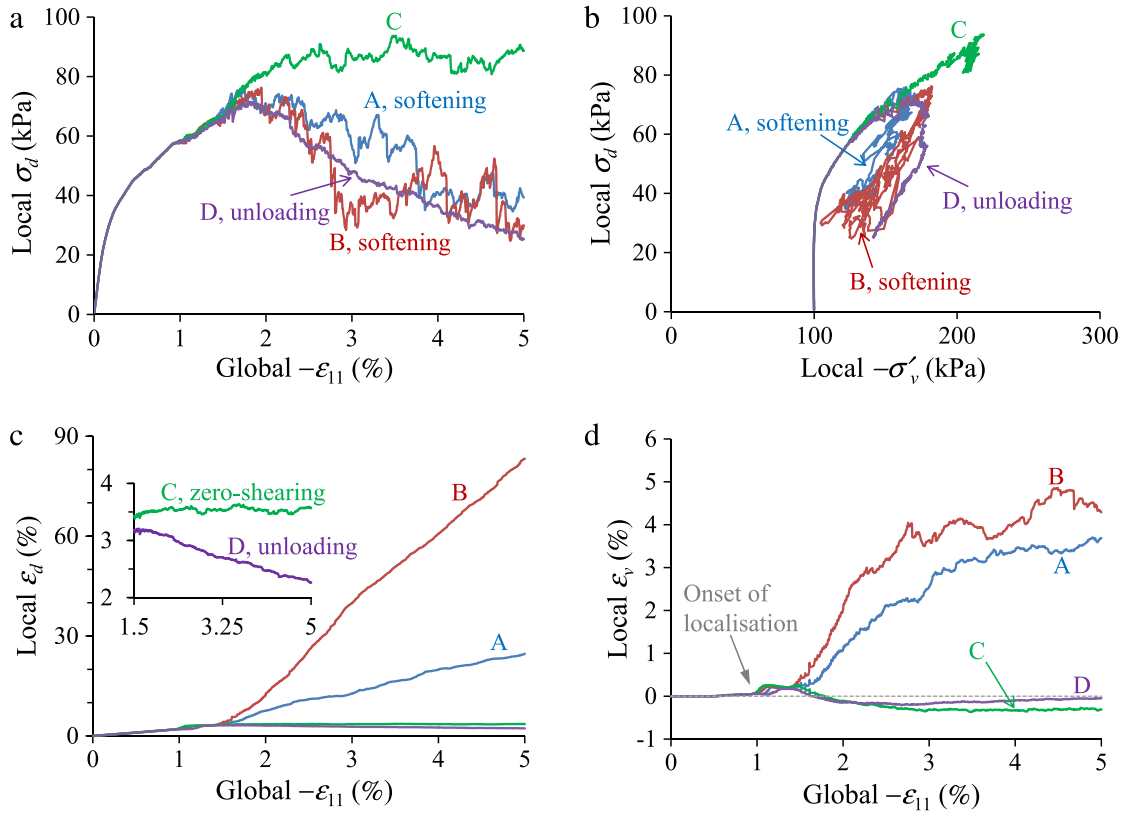 a
100
80
60
40
20
0
Local σd (kPa)
C
A, softening
D, unloading
B, softening
0 1 2 3 4 5
Global −ε11 (%)
b
100
80
60
40
20
0
Local σd (kPa)
C
A, softening
D, unloading
B, softening
0 100 200 300
Local −σ′v (kPa)
c
90
60
30
0
Local εd (%)
4
3
2
C, zero-shearing
D, unloading
1.5 3.25 5
B
A
0 1 2 3 4 5
Global −ε11 (%)
d
6
5
4
3
2
1
0
-1
Local εv (%)
Onset of
localisation
B
A
C
D
0 1 2 3 4 5
Global −ε11 (%)